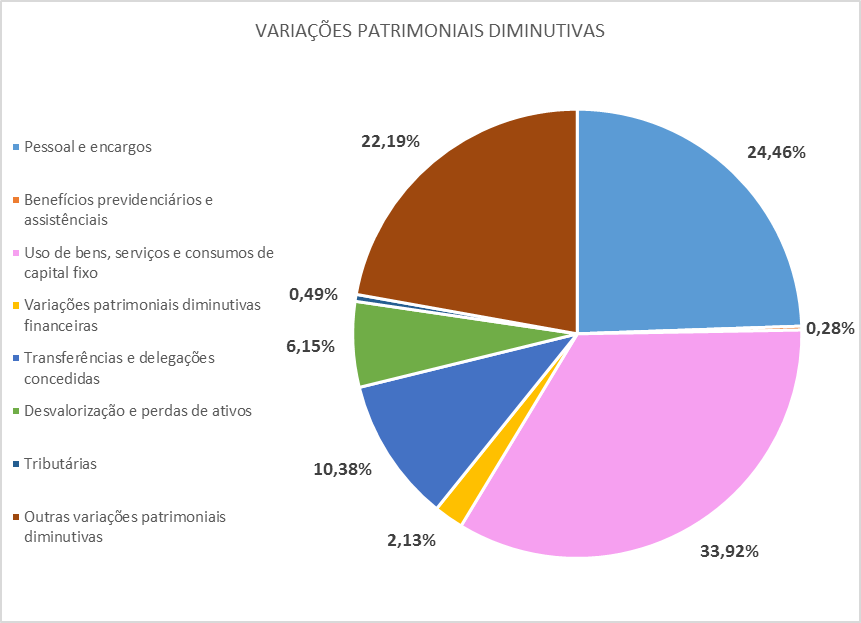 VARIAÇÕES PATRIMONIAIS DIMINUTIVAS
Pessoal e encargos
Benefícios previdenciários e
assistênciais
Uso de bens, serviços e consumos de
capital fixo
Variações patrimoniais diminutivas
financeiras
Transferências e delegações
concedidas
Desvalorização e perdas de ativos
Tributárias
Outras variações patrimoniais
diminutivas
24,46%
0,28%
33,92%
2,13%
10,38%
6,15%
0,49%
22,19%